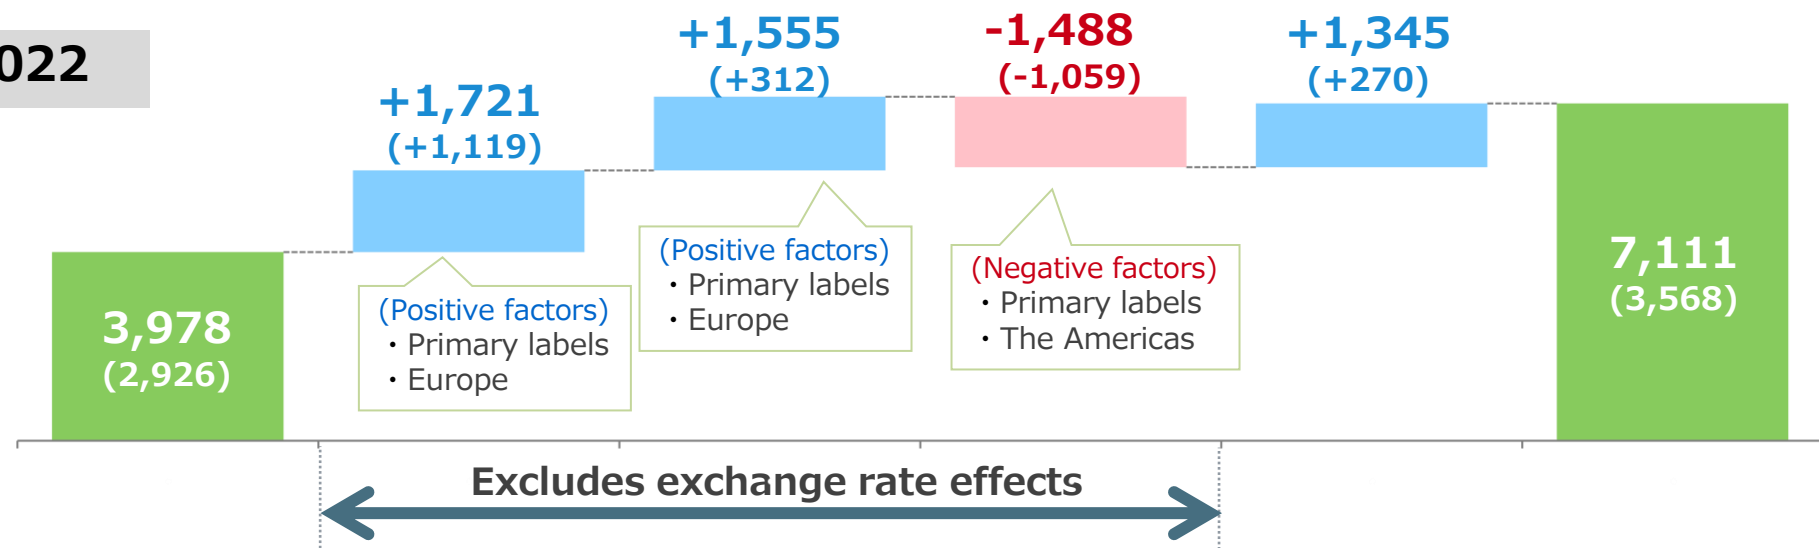 022
+1,721
(+1,119)
+1,555
(+312)
-1,488
(-1,059)
+1,345
(+270)
3,978
(2,926)
(Positive factors)
・Primary labels
・Europe
(Positive factors)
・Primary labels
・Europe
(Negative factors)
・Primary labels
・The Americas
7,111
(3,568)
Excludes exchange rate effects